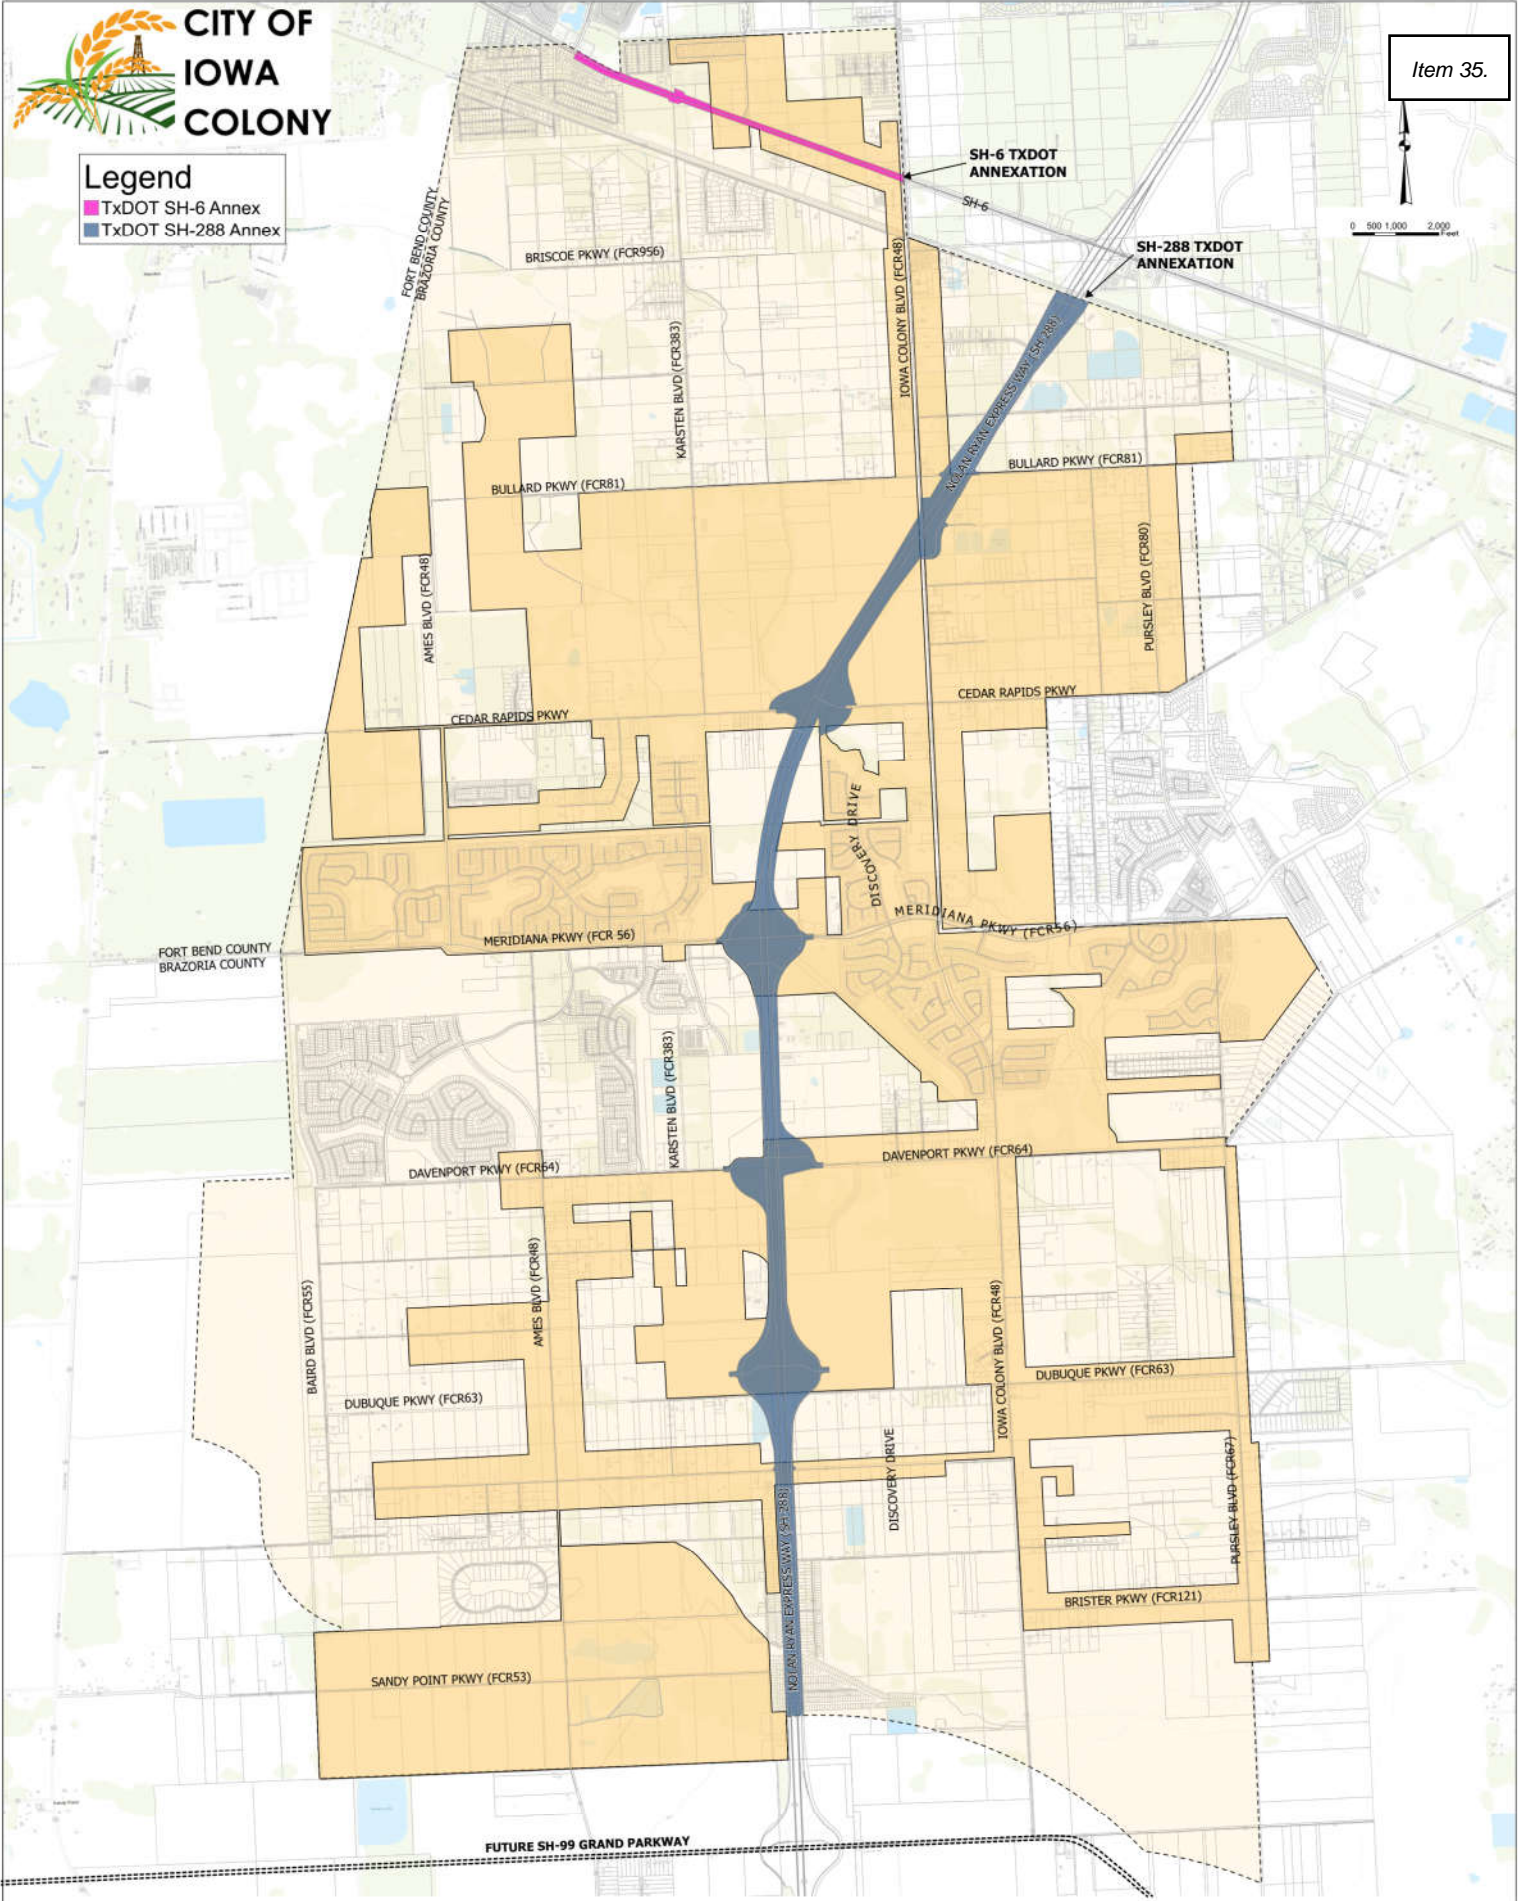 CITY OF
IOWA
COLONY
Item 35.
Legend
TxDOT SH-6 Annex
TxDOT SH-288 Annex
SH-6 TXDOT
ANNEXATION
SH-6
0 500 1,000 2,000
Feet
SH-288 TXDOT
ANNEXATION
FORT BEND COUNTY
BRAZORIA COUNTY
BRISCOE PKWY (FCR956)
IOWA COLONY BLVD (FCR48)
KARSTEN BLVD (FCR383)
NOLAN RYAN EXPRESS WAY (SH-288)
BULLARD PKWY (FCR81)
BULLARD PKWY (FCR81)
AMES BLVD (FCR48)
PURSLEY BLVD (FCR80)
CEDAR RAPIDS PKWY
CEDAR RAPIDS PKWY
DISCOVERY DRIVE
MERIDIANA PKWY (FCR56)
MERIDIANA PKWY (FCR 56)
FORT BEND COUNTY
BRAZORIA COUNTY
KARSTEN BLVD (FCR383)
DAVENPORT PKWY (FCR64)
DAVENPORT PKWY (FCR64)
AMES BLVD (FCR48)
BAIRD BLVD (FCR55)
IOWA COLONY BLVD (FCR48)
DUBUQUE PKWY (FCR63)
DUBUQUE PKWY (FCR63)
DISCOVERY DRIVE
PURSLEY BLVD (FCR67)
NOLAN RYAN EXPRESS WAY (SH-288)
BRISTER PKWY (FCR121)
SANDY POINT PKWY (FCR53)
FUTURE SH-99 GRAND PARKWAY